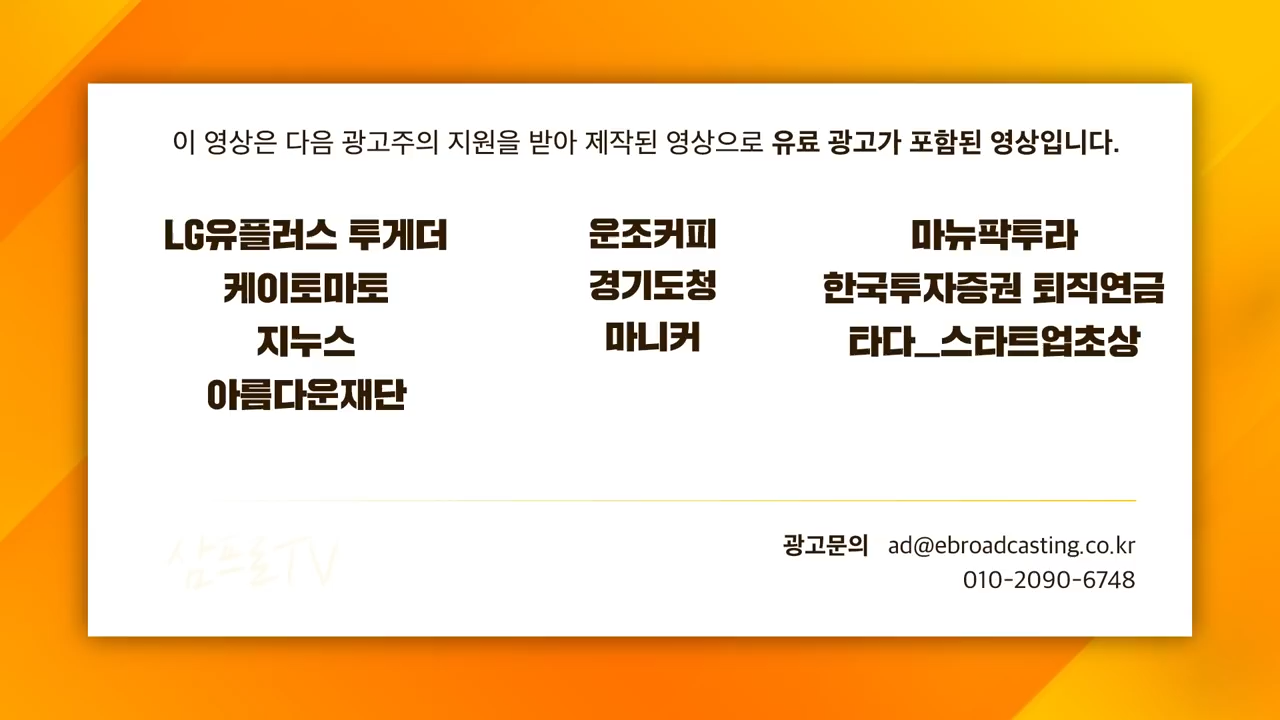 이 영상은 다음 광고주의 지원을 받아 제작된 영상으로 유료 광고가 포함된 영상입니다.
LG유플러스 투게더
케이토마토
지누스
아름다운재단
운조커피
경기도청
마니커
마뉴팍투라
한국투자증권 퇴직연금
타다_스타트업초상
삼프로TV
광고문의 ad@ebroadcasting.co.kr
010-2090-6748